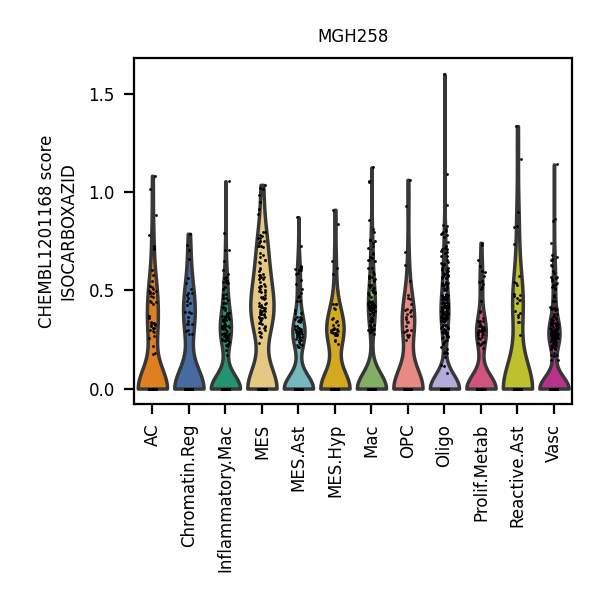 MGH258
CHEMBL1201168 score
ISOCARBOXAZID
1.5
1.0
0.5
0.0
AC
Chromatin.Reg
Inflammatory.Mac
MES
MES.Ast
MES.Hyp
Mac
OPC
Oligo
Prolif.Metab
Reactive.Ast
Vasc